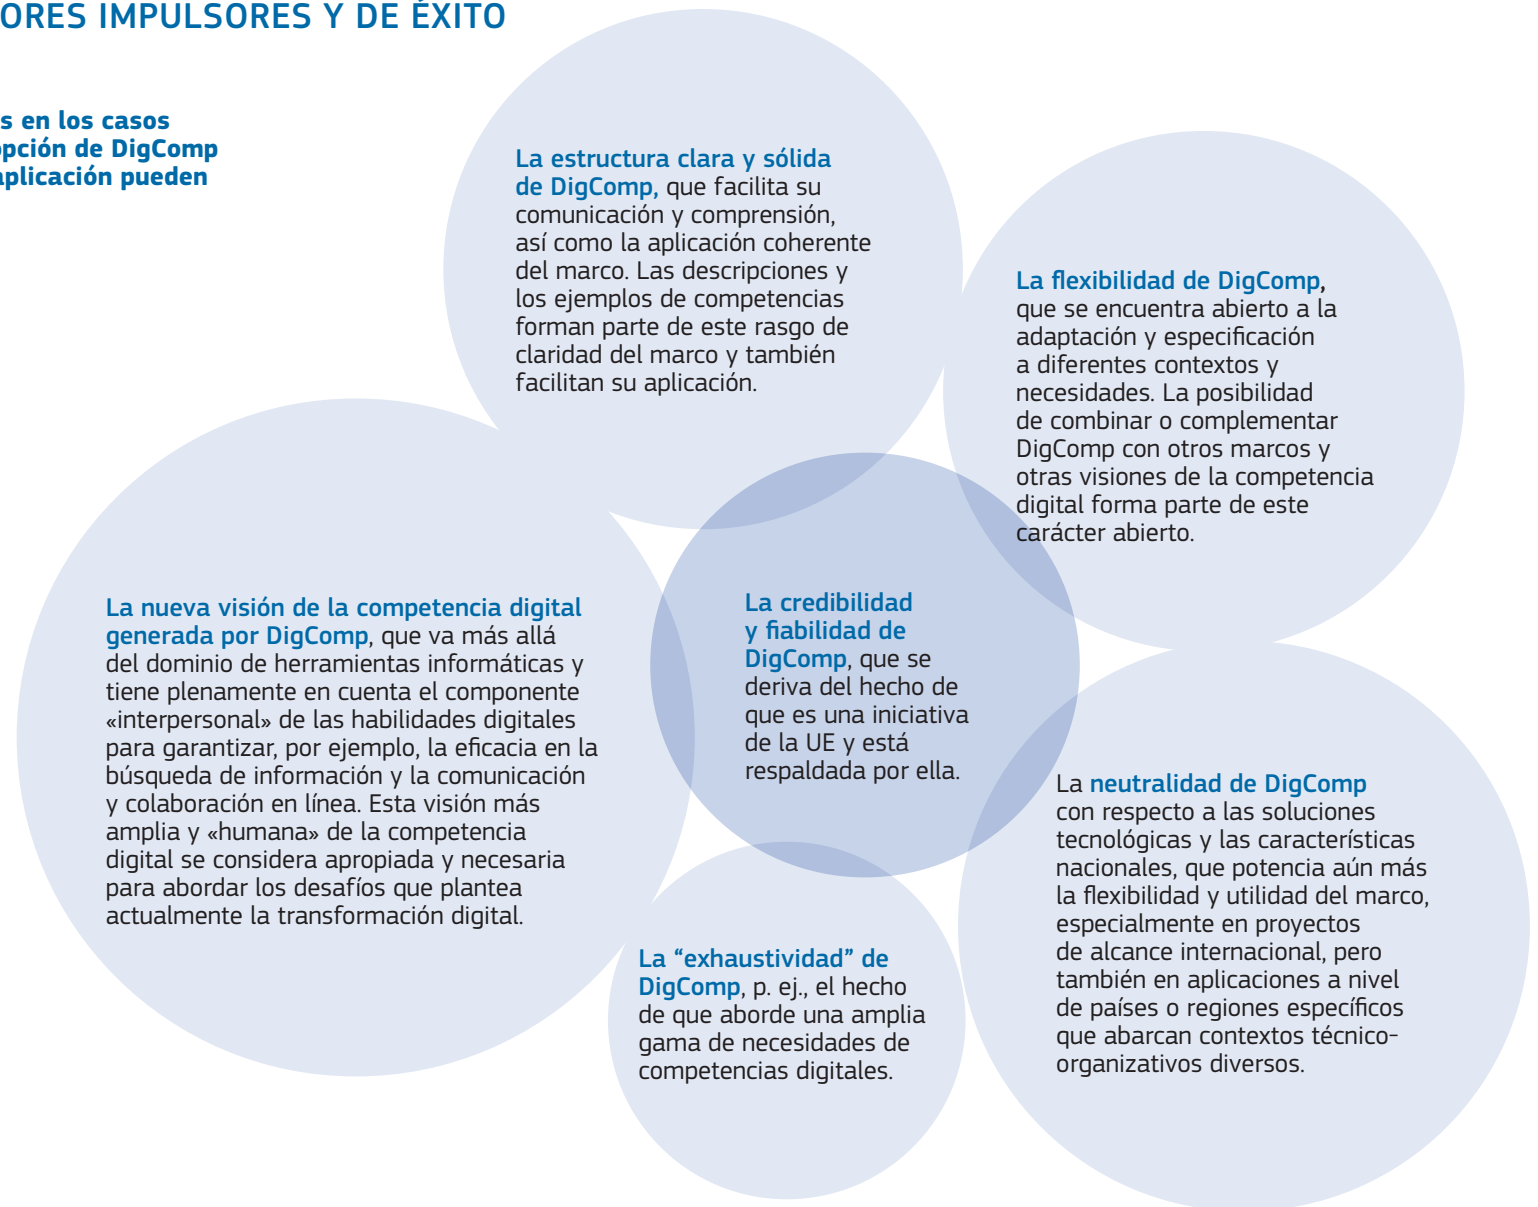 ORES IMPULSORES Y DE ÉXITO
s en los casos
opción de DigComp
aplicación pueden
La estructura clara y sólida
de DigComp, que facilita su
comunicación y comprensión,
así como la aplicación coherente
del marco. Las descripciones y
los ejemplos de competencias
forman parte de este rasgo de
claridad del marco y también
facilitan su aplicación.
La flexibilidad de DigComp,
que se encuentra abierto a la
adaptación y especificación
a diferentes contextos y
necesidades. La posibilidad
de combinar o complementar
DigComp con otros marcos y
otras visiones de la competencia
digital forma parte de este
carácter abierto.
La nueva visión de la competencia digital
generada por DigComp, que va más allá
del dominio de herramientas informáticas y
tiene plenamente en cuenta el componente
«interpersonal» de las habilidades digitales
para garantizar, por ejemplo, la eficacia en la
búsqueda de información y la comunicación
y colaboración en línea. Esta visión más
amplia y «humana» de la competencia
digital se considera apropiada y necesaria
para abordar los desafíos que plantea
actualmente la transformación digital.
La credibilidad
y fiabilidad de
DigComp, que se
deriva del hecho de
que es una iniciativa
de la UE y está
respaldada por ella.
La neutralidad de DigComp
con respecto a las soluciones
tecnológicas y las características
nacionales, que potencia aún más
la flexibilidad y utilidad del marco,
especialmente en proyectos
de alcance internacional, pero
también en aplicaciones a nivel
de países o regiones específicos
que abarcan contextos técnico-
organizativos diversos.
La “exhaustividad” de
DigComp, p. ej., el hecho
de que aborde una amplia
gama de necesidades de
competencias digitales.